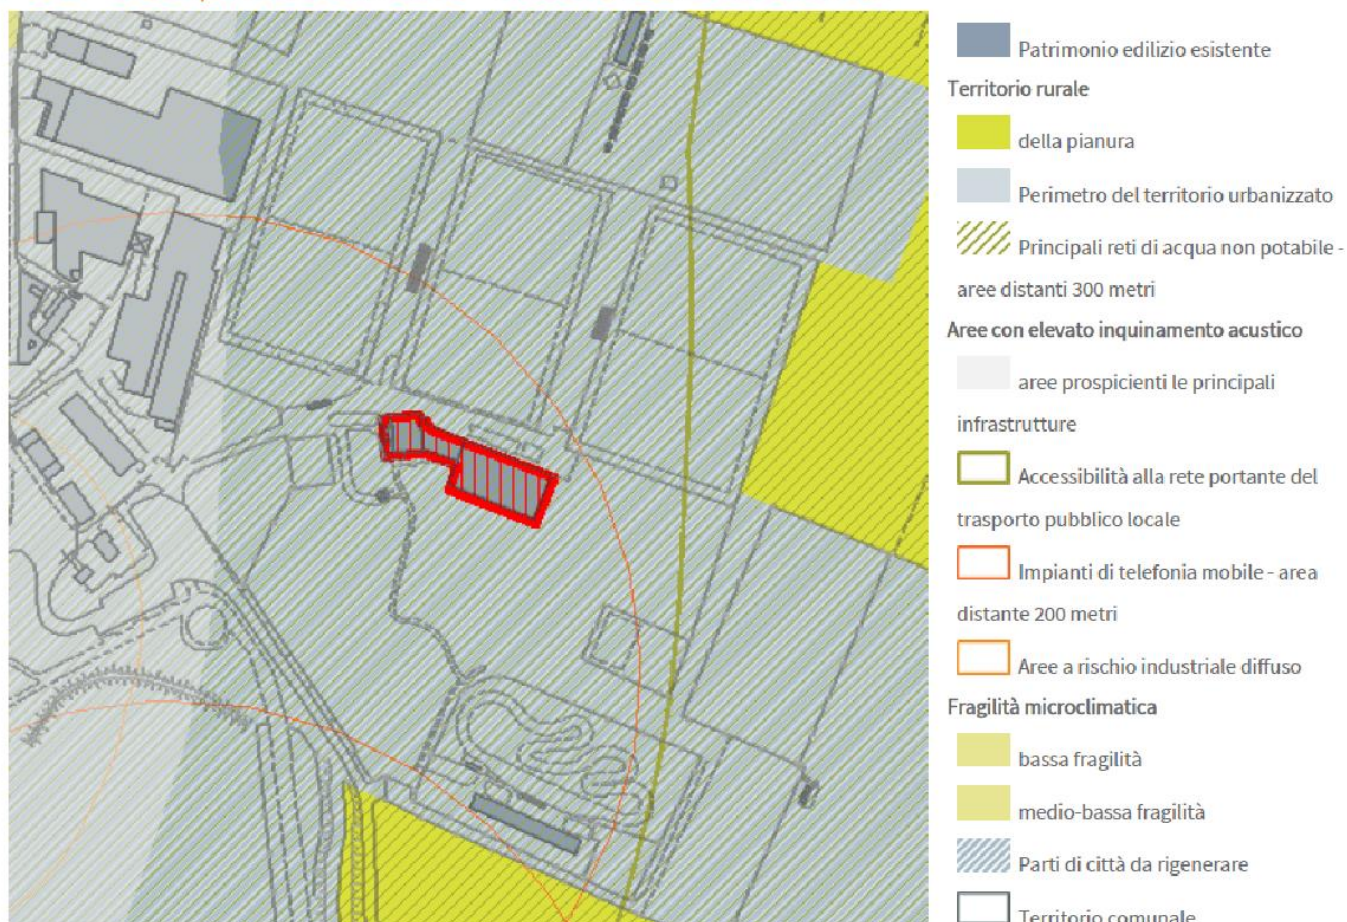 Patrimonio edilizio esistente
Territorio rurale
della pianura
Perimetro del territorio urbanizzato
Principali reti di acqua non potabile -
aree distanti 300 metri
Aree con elevato inquinamento acustico
aree prospicienti le principali
infrastrutture
Accessibilità alla rete portante del
trasporto pubblico locale
Impianti di telefonia mobile - area
distante 200 metri
Aree a rischio industriale diffuso
Fragilità microclimatica
bassa fragilità
medio-bassa fragilità
Parti di città da rigenerare
Territorio comunale